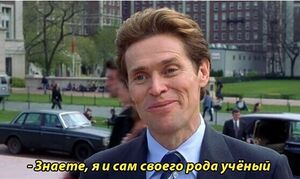 - Знаете, я и сам своего рода учёный